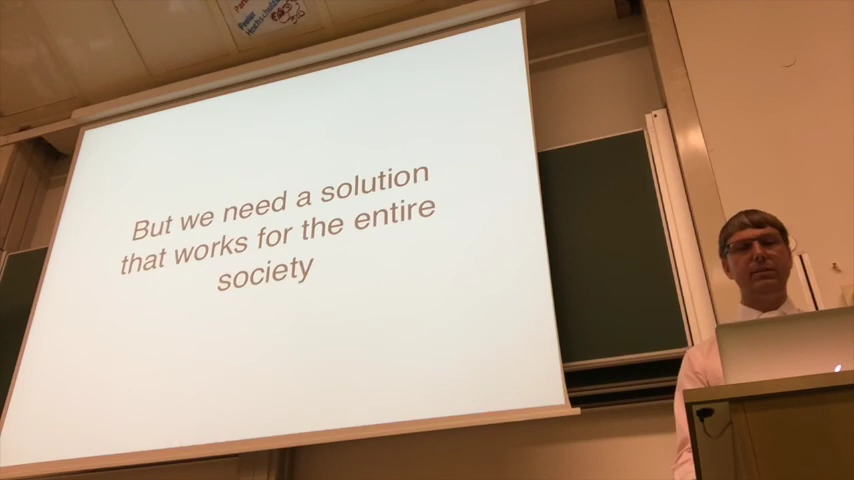 But we need a solution
that works for the entire
society